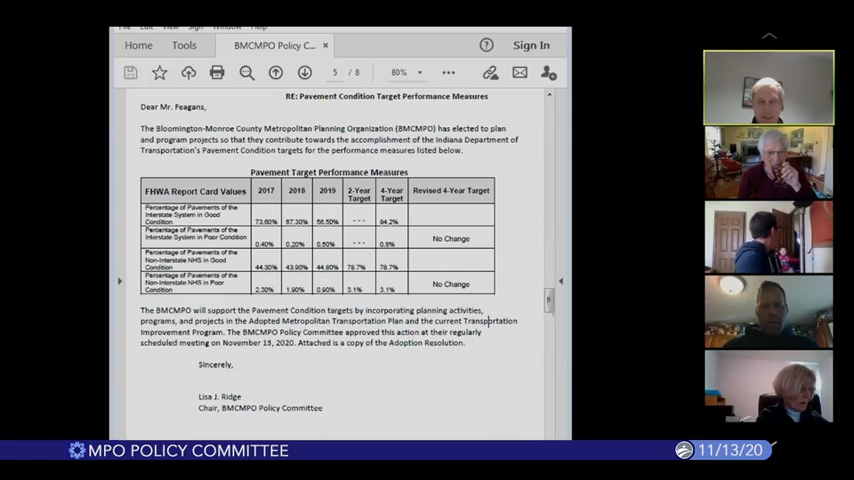 Home Tools BMCMPO Policy C... × Sign In
5 / 8 80%
RE: Pavement Condition Target Performance Measures
Dear Mr. Feagans,
The Bloomington-Monroe County Metropolitan Planning Organization (BMCMPO) has elected to plan
and program projects so that they contribute towards the accomplishment of the Indiana Department of
Transportation's Pavement Condition targets for the performance measures listed below.
Pavement Target Performance Measures
FHWA Report Card Values 2017 2018 2019 2-Year Target 4-Year Target Revised 4-Year Target
Percentage of Pavements of the
Interstate System in Good
Condition 73.60% 67.30% 56.50% --- 84.2%
Percentage of Pavements of the
Interstate System in Poor Condition
0.40% 0.20% 0.50% --- 0.8% No Change
Percentage of Pavements of the
Non-Interstate NHS in Good
Condition 44.30% 43.90% 44.80% 78.7% 78.7%
Percentage of Pavements of the
Non-Interstate NHS in Poor
Condition 2.30% 1.90% 0.90% 3.1% 3.1% No Change
The BMCMPO will support the Pavement Condition targets by incorporating planning activities,
programs, and projects in the Adopted Metropolitan Transportation Plan and the current Transportation
Improvement Program. The BMCMPO Policy Committee approved this action at their regularly
scheduled meeting on November 13, 2020. Attached is a copy of the Adoption Resolution.
Sincerely,
Lisa J. Ridge
Chair, BMCMPO Policy Committee
MPO POLICY COMMITTEE 11/13/20